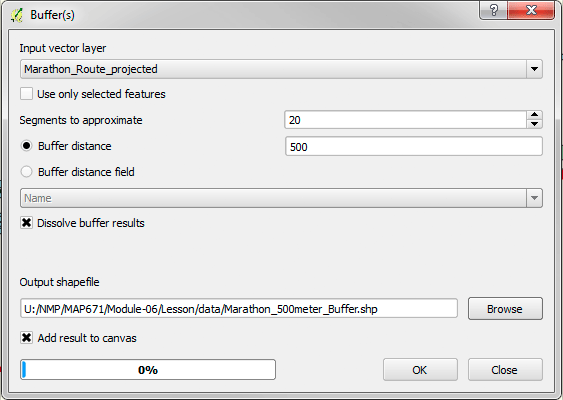 Buffer(s)
Input vector layer
Marathon_Route_projected
Use only selected features
Segments to approximate
20
Buffer distance
500
Buffer distance field
Name
Dissolve buffer results
Output shapefile
U:/NMP/MAP671/Module-06/Lesson/data/Marathon_500meter_Buffer.shp
Browse
Add result to canvas
0%
OK
Close